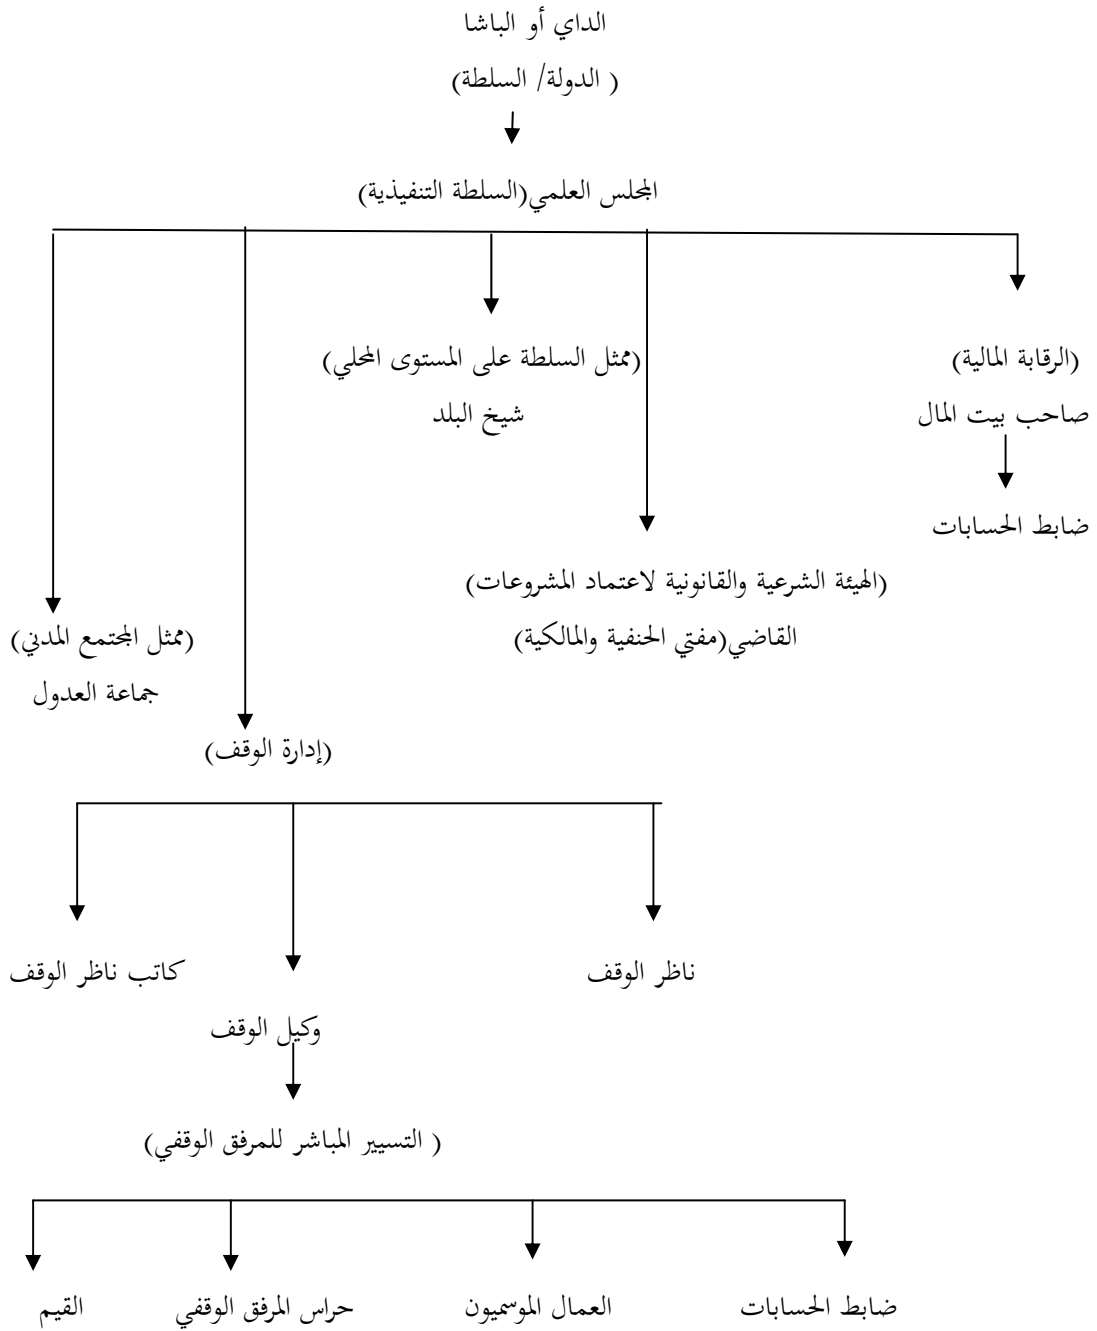 الداي أو الباشا
( الدولة/ السلطة)
المجلس العلمي(السلطة التنفيذية)
(الرقابة المالية)
صاحب بيت المال
ضابط الحسابات
(ممثل السلطة على المستوى المحلي)
شيخ البلد
(الهيئة الشرعية والقانونية لاعتماد المشروعات)
القاضي(مفتي الحنفية والمالكية)
(ممثل المجتمع المدني)
جماعة العدول
(إدارة الوقف)
ناظر الوقف
وكيل الوقف
كاتب ناظر الوقف
( التسيير المباشر للمرفق الوقفي)
ضابط الحسابات
العمال الموسميون
حراس المرفق الوقفي
القيم